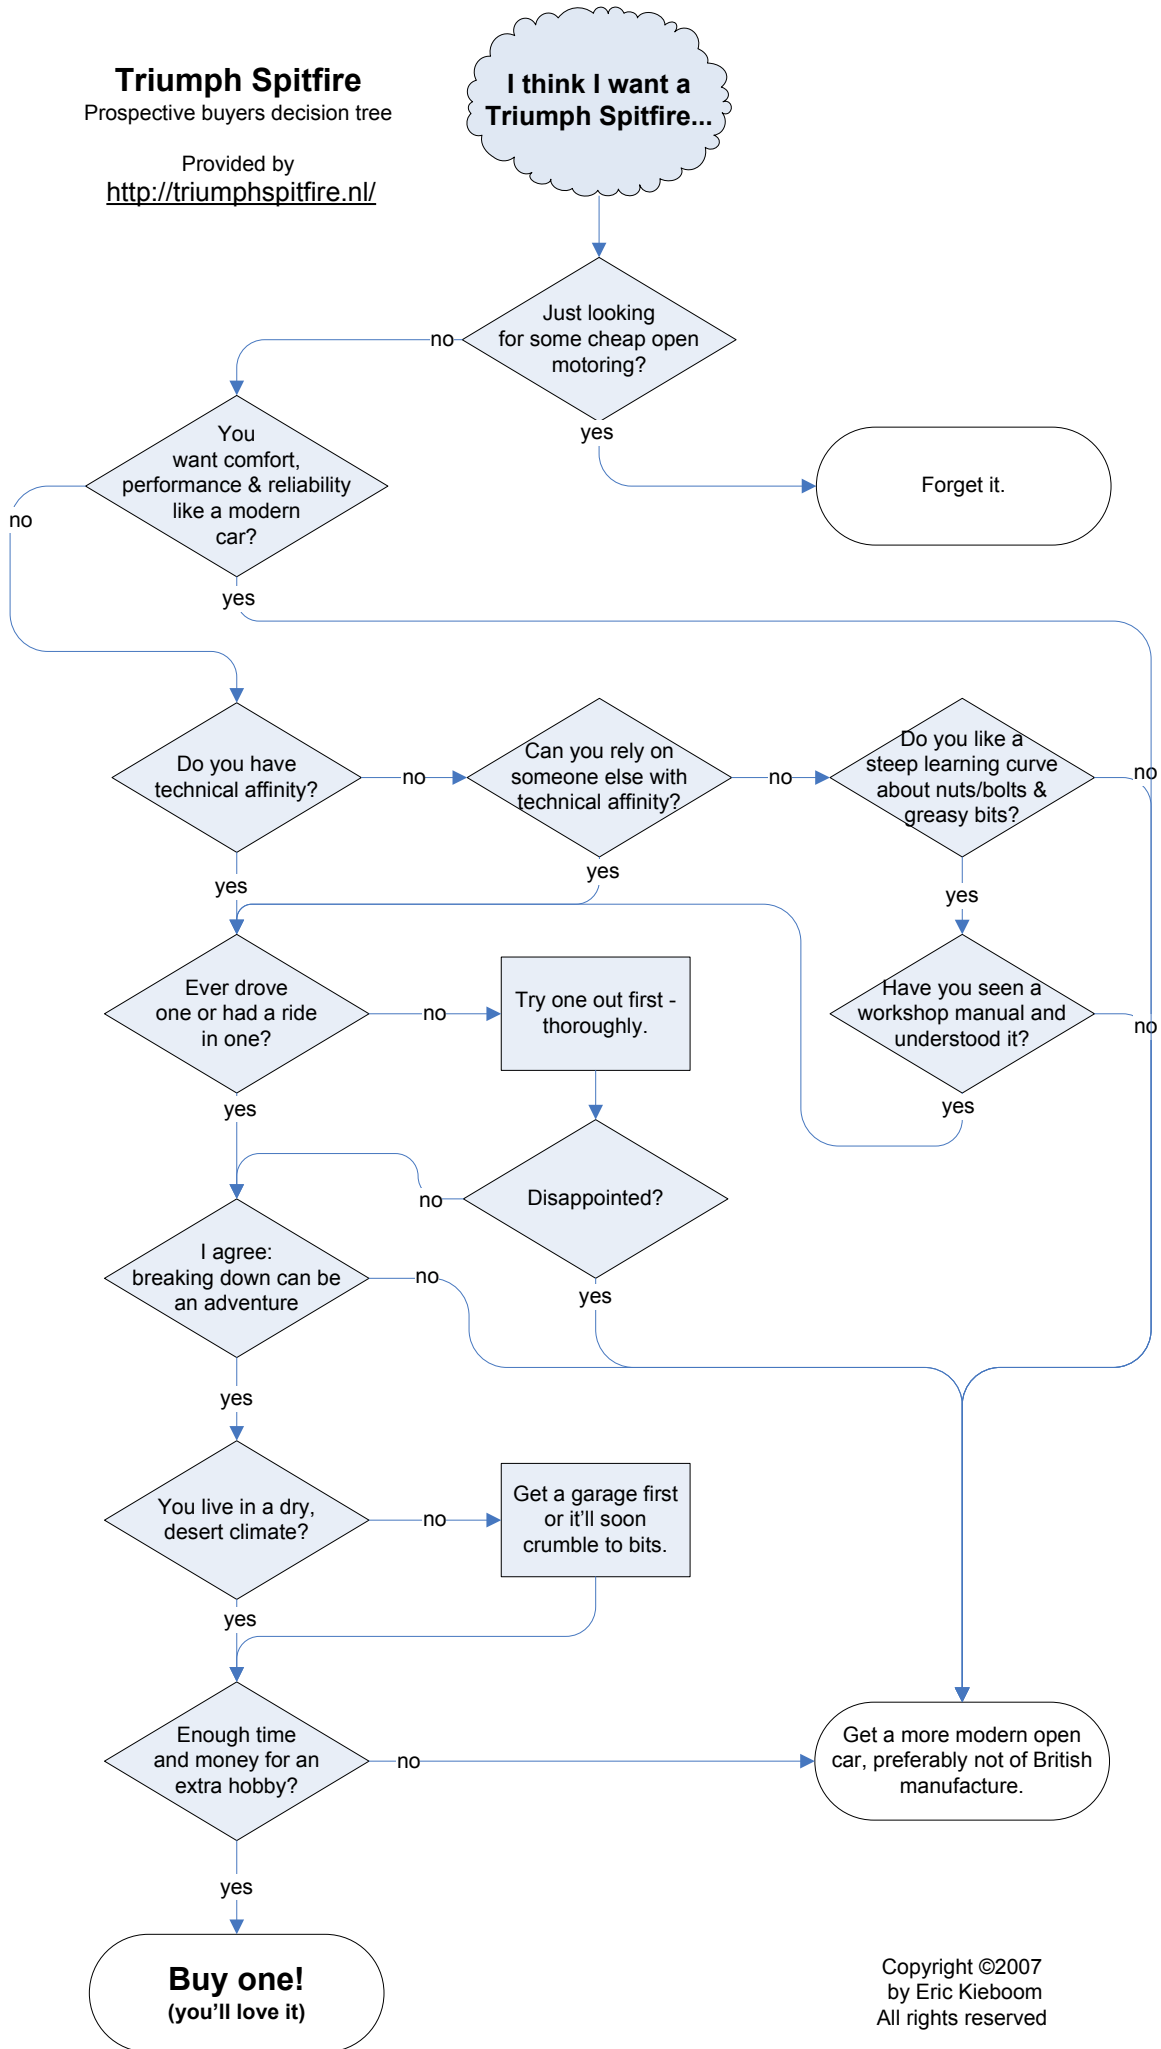 Triumph Spitfire
Prospective buyers decision tree
Provided by
http://triumphspitfire.nl/
I think I want a
Triumph Spitfire...
Just looking
for some cheap open
motoring?
no
yes
Forget it.
You
want comfort,
performance & reliability
like a modern
car?
no
yes
Do you have
technical affinity?
no
Can you rely on
someone else with
technical affinity?
no
Do you like a
steep learning curve
about nuts/bolts &
greasy bits?
no
yes
yes
yes
Ever drove
one or had a ride
in one?
no
Try one out first -
thoroughly.
Have you seen a
workshop manual and
understood it?
no
yes
yes
Disappointed?
no
yes
I agree:
breaking down can be
an adventure
no
yes
You live in a dry,
desert climate?
no
Get a garage first
or it'll soon
crumble to bits.
yes
Enough time
and money for an
extra hobby?
no
Get a more modern open
car, preferably not of British
manufacture.
yes
Buy one!
(you'll love it)
Copyright ©2007
by Eric Kieboom
All rights reserved